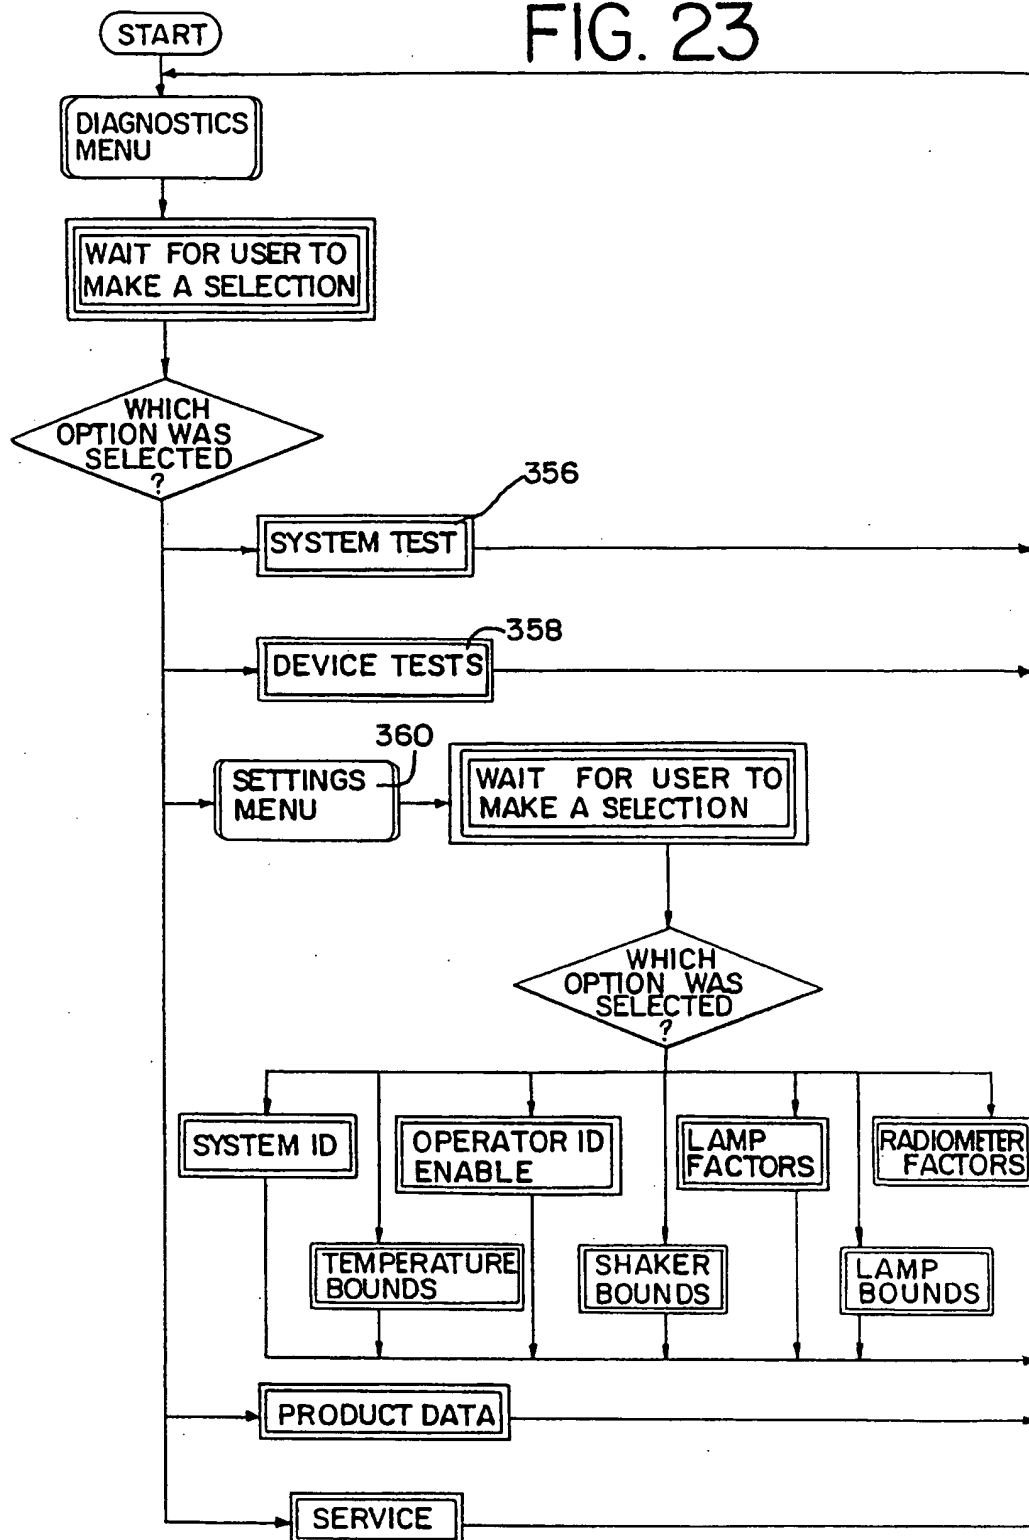 FIG. 23
START
DIAGNOSTICS
MENU
WAIT FOR USER TO
MAKE A SELECTION
WHICH
OPTION WAS
SELECTED
?
356
SYSTEM TEST
358
DEVICE TESTS
360
SETTINGS
MENU
WAIT FOR USER TO
MAKE A SELECTION
WHICH
OPTION WAS
SELECTED
?
SYSTEM ID
OPERATOR ID
ENABLE
LAMP
FACTORS
RADIOMETER
FACTORS
TEMPERATURE
BOUNDS
SHAKER
BOUNDS
LAMP
BOUNDS
PRODUCT DATA
SERVICE